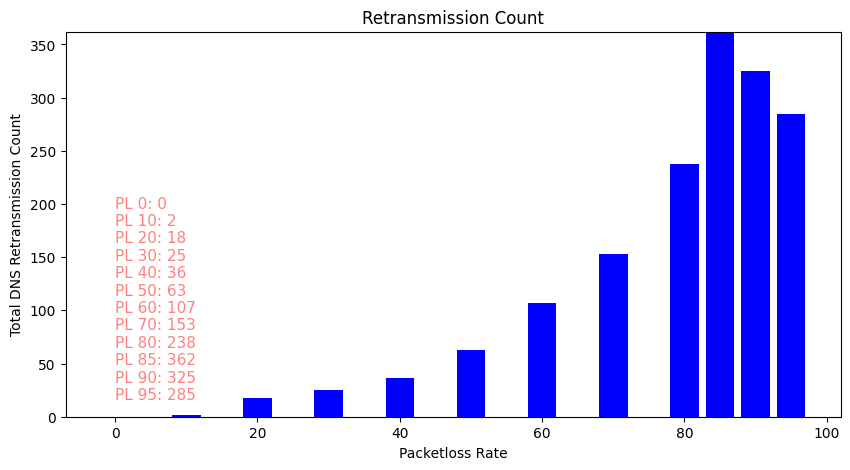 Retransmission Count
Total DNS Retransmission Count
350
300
250
200
150
100
50
0
PL 0: 0
PL 10: 2
PL 20: 18
PL 30: 25
PL 40: 36
PL 50: 63
PL 60: 107
PL 70: 153
PL 80: 238
PL 85: 362
PL 90: 325
PL 95: 285
0 20 40 60 80 100
Packetloss Rate